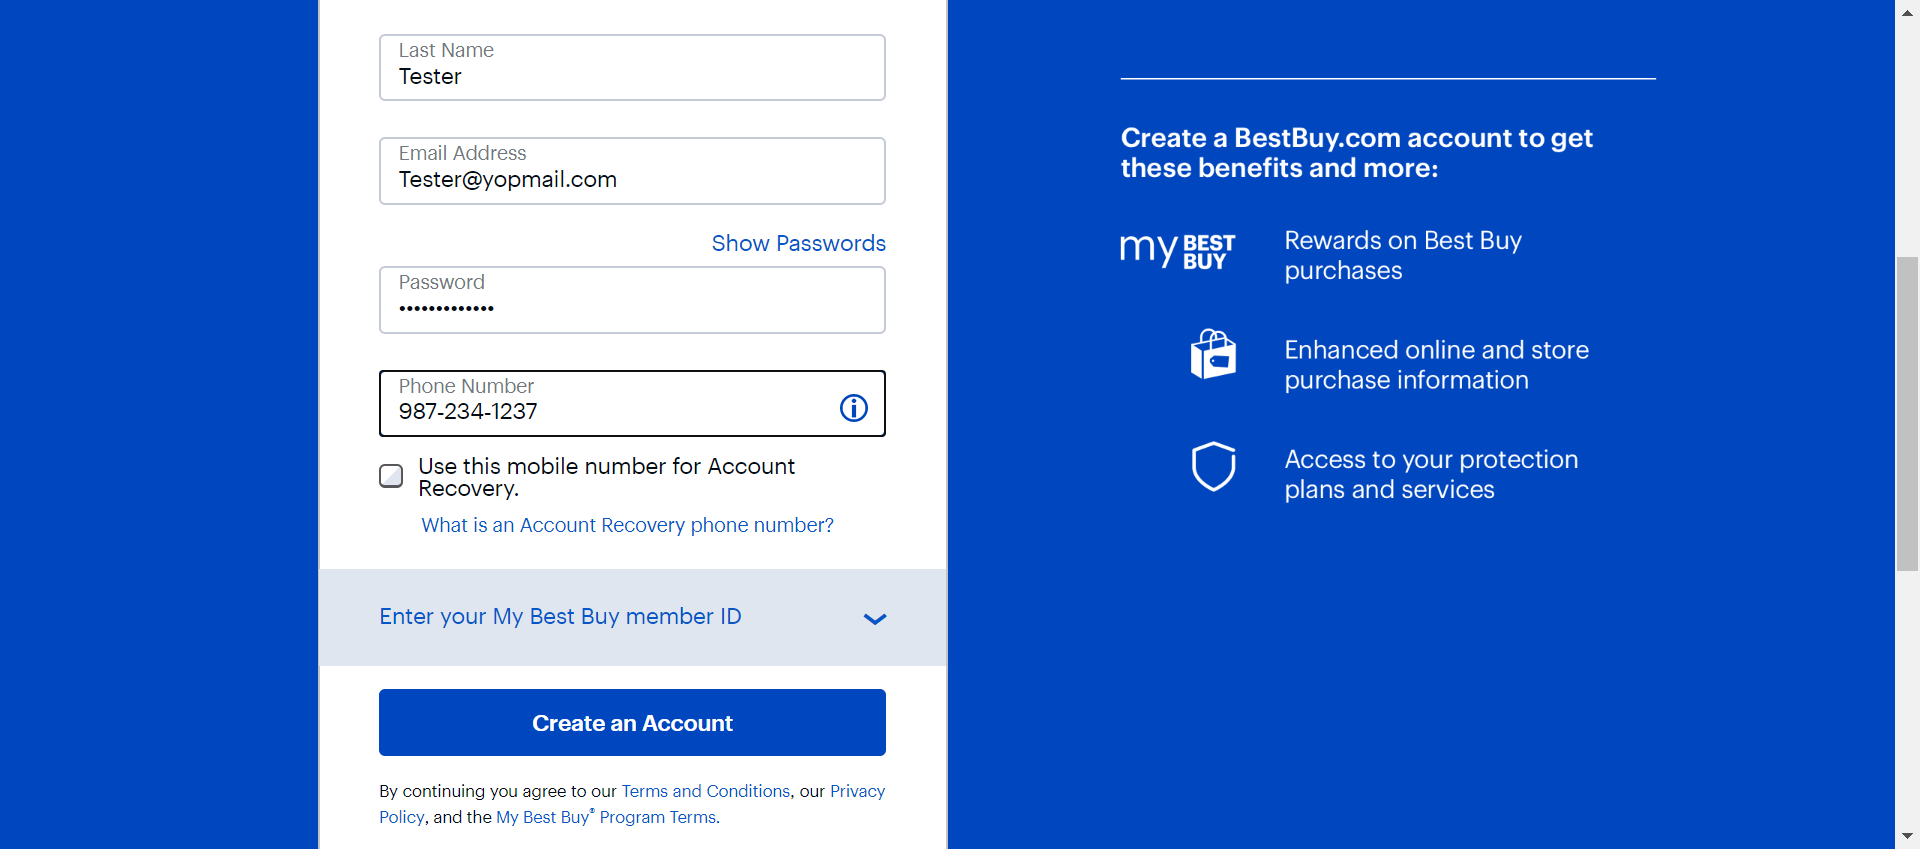 Last Name
Tester
Email Address
Tester@yopmail.com
Show Passwords
Password
•••••••••••••
Phone Number
987-234-1237
Use this mobile number for Account
Recovery.
What is an Account Recovery phone number?
Enter your My Best Buy member ID
Create an Account
By continuing you agree to our Terms and Conditions, our Privacy
Policy, and the My Best Buy® Program Terms.
Create a BestBuy.com account to get
these benefits and more:
my BEST BUY
Rewards on Best Buy
purchases
Enhanced online and store
purchase information
Access to your protection
plans and services